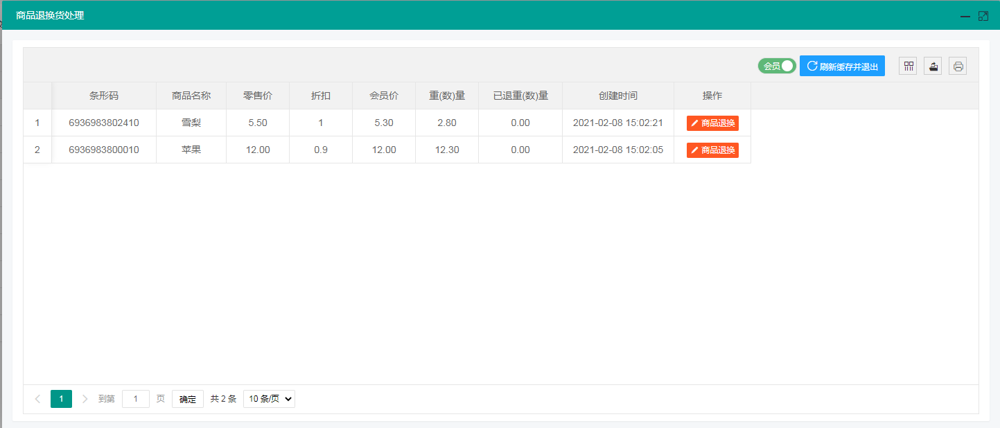 商品退换货处理
会员 刷新缓存并退出
条形码 商品名称 零售价 折扣 会员价 重(数)量 已退重(数)量 创建时间 操作
1 6936983802410 雪梨 5.50 1 5.30 2.80 0.00 2021-02-08 15:02:21 商品退换
2 6936983800010 苹果 12.00 0.9 12.00 12.30 0.00 2021-02-08 15:02:05 商品退换
1 到第 1 页 确定 共 2 条 10 条/页